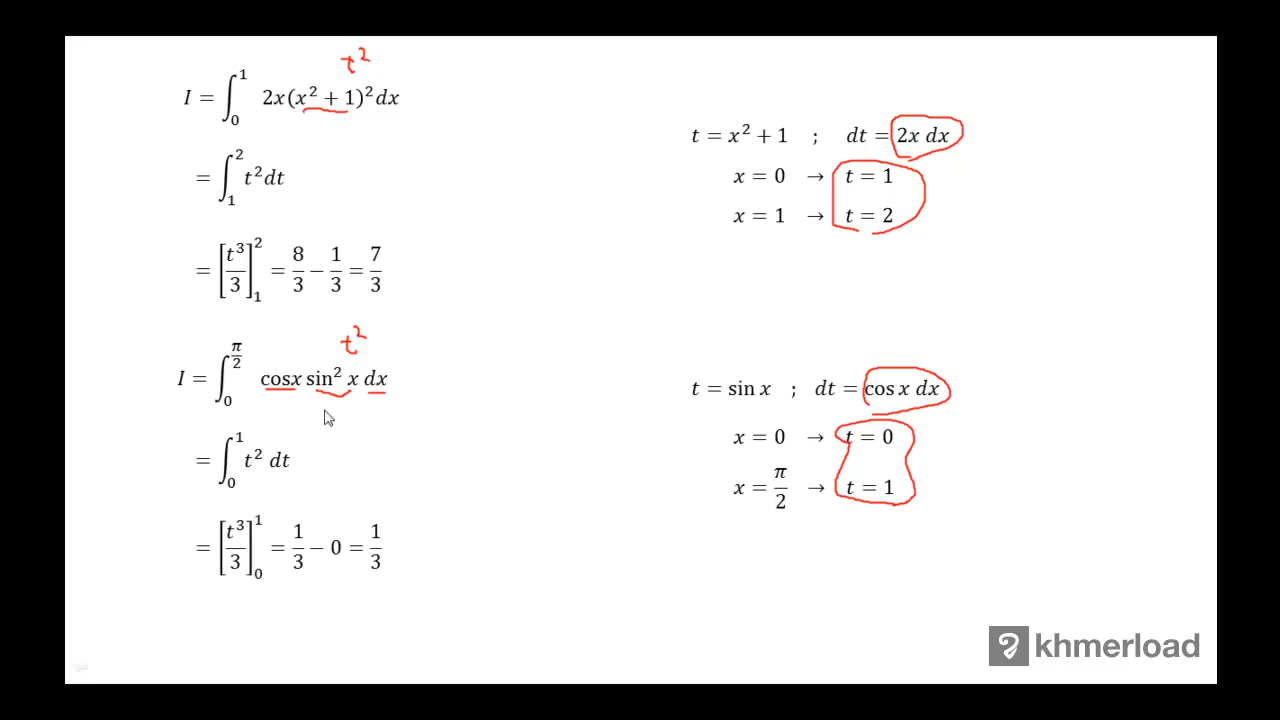 t²
I = ∫₀¹ 2x(x² + 1)² dx
t = x² + 1 ; dt = 2x dx
= ∫₁² t² dt
x = 0 → t = 1
x = 1 → t = 2
= [t³/3]₁² = 8/3 − 1/3 = 7/3
t²
I = ∫₀^(π/2) cosx sin² x dx
t = sin x ; dt = cos x dx
x = 0 → t = 0
= ∫₀¹ t² dt
x = π/2 → t = 1
= [t³/3]₀¹ = 1/3 − 0 = 1/3
khmerload